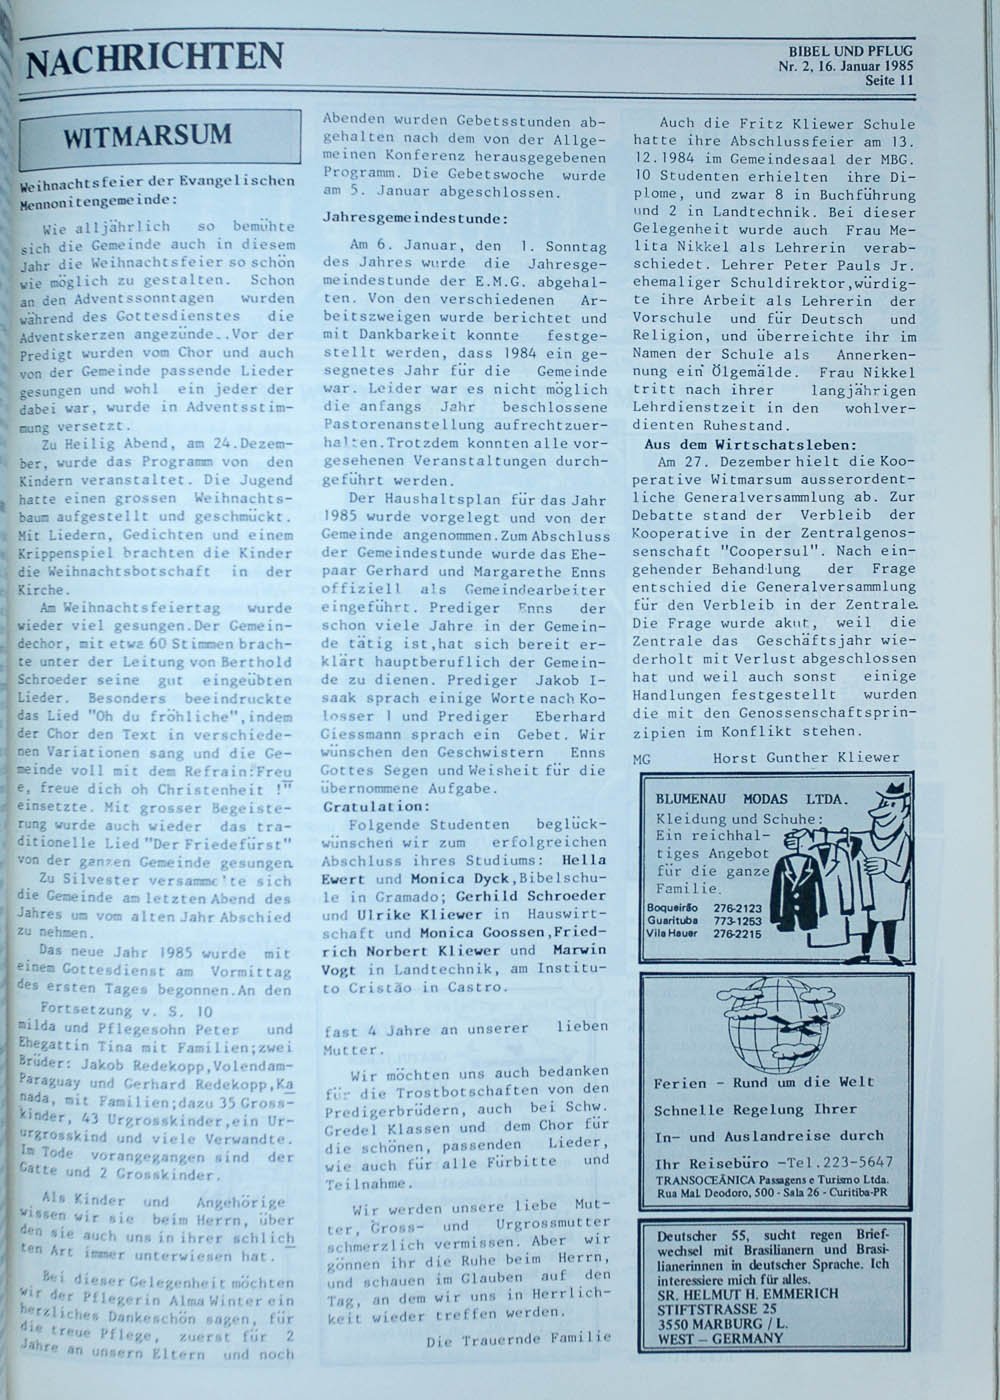 NACHRICHTEN
BIBEL UND PFLUG
Nr. 2, 16. Januar 1985
Seite 11
WITMARSUM
Weihnachtsfeier der Evangelischen
Mennonitengemeinde:
Wie alljährlich so bemühte
sich die Gemeinde auch in diesem
Jahr die Weihnachtsfeier so schön
wie möglich zu gestalten. Schon
an den Adventssonntagen wurden
während des Gottesdienstes die
Adventskerzen angezünde.. Vor der
Predigt wurden vom Chor und auch
von der Gemeinde passende Lieder
gesungen und wohl ein jeder der
dabei war, wurde in Adventsstim-
mung versetzt.
Zu Heilig Abend, am 24.Dezem-
ber, wurde das Programm von den
Kindern veranstaltet. Die Jugend
hatte einen grossen Weihnachts-
baum aufgestellt und geschmückt.
Mit Liedern, Gedichten und einem
Krippenspiel brachten die Kinder
die Weihnachtsbotschaft in der
Kirche.
Am Weihnachtsfeiertag wurde
wieder viel gesungen.Der Gemein-
dechor, mit etwa 60 Stimmen brach-
te unter der Leitung von Berthold
Schroeder seine gut eingeübten
Lieder. Besonders beeindruckte
das Lied "Oh du fröhliche",indem
der Chor den Text in verschiede-
nen Variationen sang und die Ge-
meinde voll mit dem Refrain:Freu
e, freue dich oh Christenheit !"
einsetzte. Mit grosser Begeiste-
rung wurde auch wieder das tra-
ditionelle Lied "Der Friedefürst"
von der ganzen Gemeinde gesungen.
Zu Silvester versammelte sich
die Gemeinde am letzten Abend des
Jahres um vom alten Jahr Abschied
zu nehmen.
Das neue Jahr 1985 wurde mit
einem Gottesdienst am Vormittag
des ersten Tages begonnen.An den
Abenden wurden Gebetsstunden ab-
gehalten nach dem von der Allge-
meinen Konferenz herausgegebenen
Programm. Die Gebetswoche wurde
am 5. Januar abgeschlossen.
Jahresgemeindestunde:
Am 6. Januar, den 1. Sonntag
des Jahres wurde die Jahresge-
meindestunde der E.M.G. abgehal-
ten. Von den verschiedenen Ar-
beitszweigen wurde berichtet und
mit Dankbarkeit konnte festge-
stellt werden, dass 1984 ein ge-
segnetes Jahr für die Gemeinde
war. Leider war es nicht möglich
die anfangs Jahr beschlossene
Pastorenanstellung aufrechtzuer-
halten.Trotzdem konnten alle vor-
gesehenen Veranstaltungen durch-
geführt werden.
Der Haushaltsplan für das Jahr
1985 wurde vorgelegt und von der
Gemeinde angenommen.Zum Abschluss
der Gemeindestunde wurde das Ehe-
paar Gerhard und Margarethe Enns
offiziell als Gemeindearbeiter
eingeführt. Prediger Enns der
schon viele Jahre in der Gemein-
de tätig ist,hat sich bereit er-
klärt hauptberuflich der Gemein-
de zu dienen. Prediger Jakob I-
saak sprach einige Worte nach Ko-
losser 1 und Prediger Eberhard
Giessmann sprach ein Gebet. Wir
wünschen den Geschwistern Enns
Gottes Segen und Weisheit für die
übernommene Aufgabe.
Gratulation:
Folgende Studenten beglück-
wünschen wir zum erfolgreichen
Abschluss ihres Studiums: Hella
Ewert und Monica Dyck,Bibelschu-
le in Gramado; Gerhild Schroeder
und Ulrike Kliewer in Hauswirt-
schaft und Monica Goossen,Fried-
rich Norbert Kliewer und Marwin
Vogt in Landtechnik, am Institu-
to Cristão in Castro.
Auch die Fritz Kliewer Schule
hatte ihre Abschlussfeier am 13.
12.1984 im Gemeindesaal der MBG.
10 Studenten erhielten ihre Di-
plome, und zwar 8 in Buchführung
und 2 in Landtechnik. Bei dieser
Gelegenheit wurde auch Frau Me-
lita Nikkel als Lehrerin verab-
schiedet. Lehrer Peter Pauls Jr.
ehemaliger Schuldirektor,würdig-
te ihre Arbeit als Lehrerin der
Vorschule und für Deutsch und
Religion, und überreichte ihr im
Namen der Schule als Annerken-
nung ein Ölgemälde. Frau Nikkel
tritt nach ihrer langjährigen
Lehrdienstzeit in den wohlver-
dienten Ruhestand.
Aus dem Wirtschatsleben:
Am 27. Dezember hielt die Koo-
perative Witmarsum ausserordent-
liche Generalversammlung ab. Zur
Debatte stand der Verbleib der
Kooperative in der Zentralgenos-
senschaft "Coopersul". Nach ein-
gehender Behandlung der Frage
entschied die Generalversammlung
für den Verbleib in der Zentrale.
Die Frage wurde akut, weil die
Zentrale das Geschäftsjahr wie-
derholt mit Verlust abgeschlossen
hat und weil auch sonst einige
Handlungen festgestellt wurden
die mit den Genossenschaftsprin-
zipien im Konflikt stehen.
MG Horst Gunther Kliewer
Fortsetzung v. S. 10
milda und Pflegesohn Peter und
Ehegattin Tina mit Familien;zwei
Brüder: Jakob Redekopp,Volendam-
Paraguay und Gerhard Redekopp,Ka
nada, mit Familien;dazu 35 Gross-
kinder, 43 Urgrosskinder,ein Ur-
urgrosskind und viele Verwandte.
Im Tode vorangegangen sind der
Gatte und 2 Grosskinder.
Als Kinder und Angehörige
wissen wir sie beim Herrn, über
den sie auch uns in ihrer schlich
ten Art immer unterwiesen hat.
Bei dieser Gelegenheit möchten
wir der Pflegerin Alma Winter ein
herzliches Dankeschön sagen, für
die treue Pflege, zuerst für 2
Jahre an unsern Eltern und noch
fast 4 Jahre an unserer lieben
Mutter.
Wir möchten uns auch bedanken
für die Trostbotschaften von den
Predigerbrüdern, auch bei Schw.
Gredel Klassen und dem Chor für
die schönen, passenden Lieder,
wie auch für alle Fürbitte und
Teilnahme.
Wir werden unsere liebe Mut-
ter, Gross- und Urgrossmutter
schmerzlich vermissen. Aber wir
gönnen ihr die Ruhe beim Herrn,
und schauen im Glauben auf den
Tag, an dem wir uns in Herrlich-
keit wieder treffen werden.
Die Trauernde Familie
BLUMENAU MODAS LTDA.
Kleidung und Schuhe:
Ein reichhal-
tiges Angebot
für die ganze
Familie.
Boqueirão 276-2123
Guarituba 773-1253
Vila Hauer 276-2215
Ferien - Rund um die Welt
Schnelle Regelung Ihrer
In- und Auslandreise durch
Ihr Reisebüro -Tel.223-5647
TRANSOCEÂNICA Passagens e Turismo Ltda.
Rua Mal. Deodoro, 500 - Sala 26 - Curitiba-PR
Deutscher 55, sucht regen Brief-
wechsel mit Brasilianern und Brasi-
lianerinnen in deutscher Sprache. Ich
interessiere mich für alles.
SR. HELMUT H. EMMERICH
STIFTSTRASSE 25
3550 MARBURG / L.
WEST – GERMANY